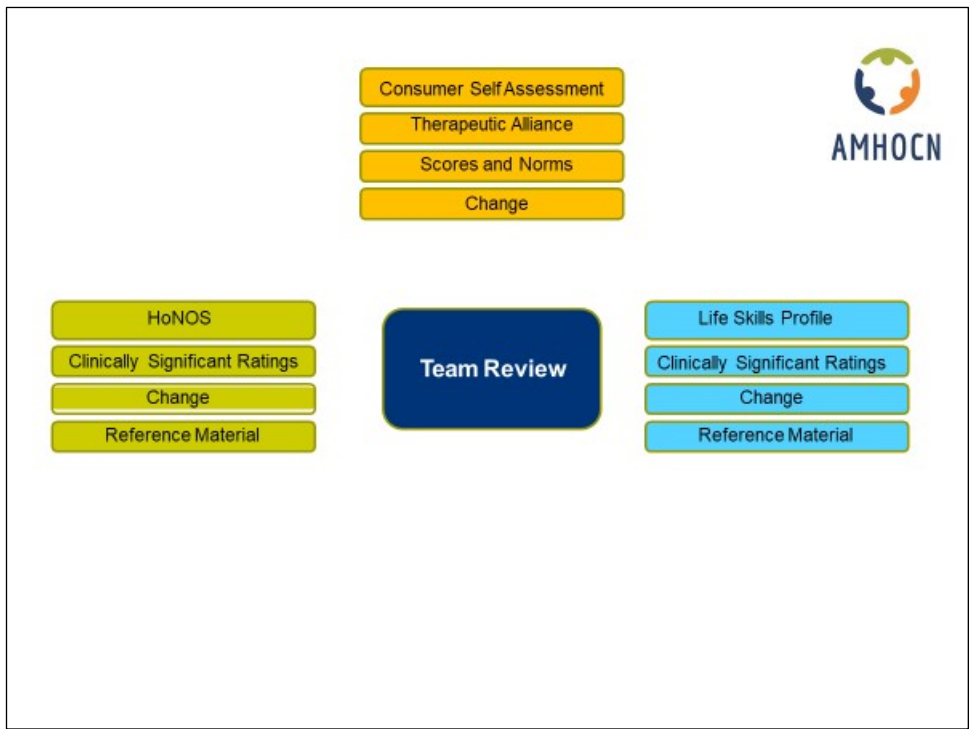 Consumer Self Assessment
Therapeutic Alliance
Scores and Norms
Change
AMHOCN
HoNOS
Clinically Significant Ratings
Change
Reference Material
Team Review
Life Skills Profile
Clinically Significant Ratings
Change
Reference Material